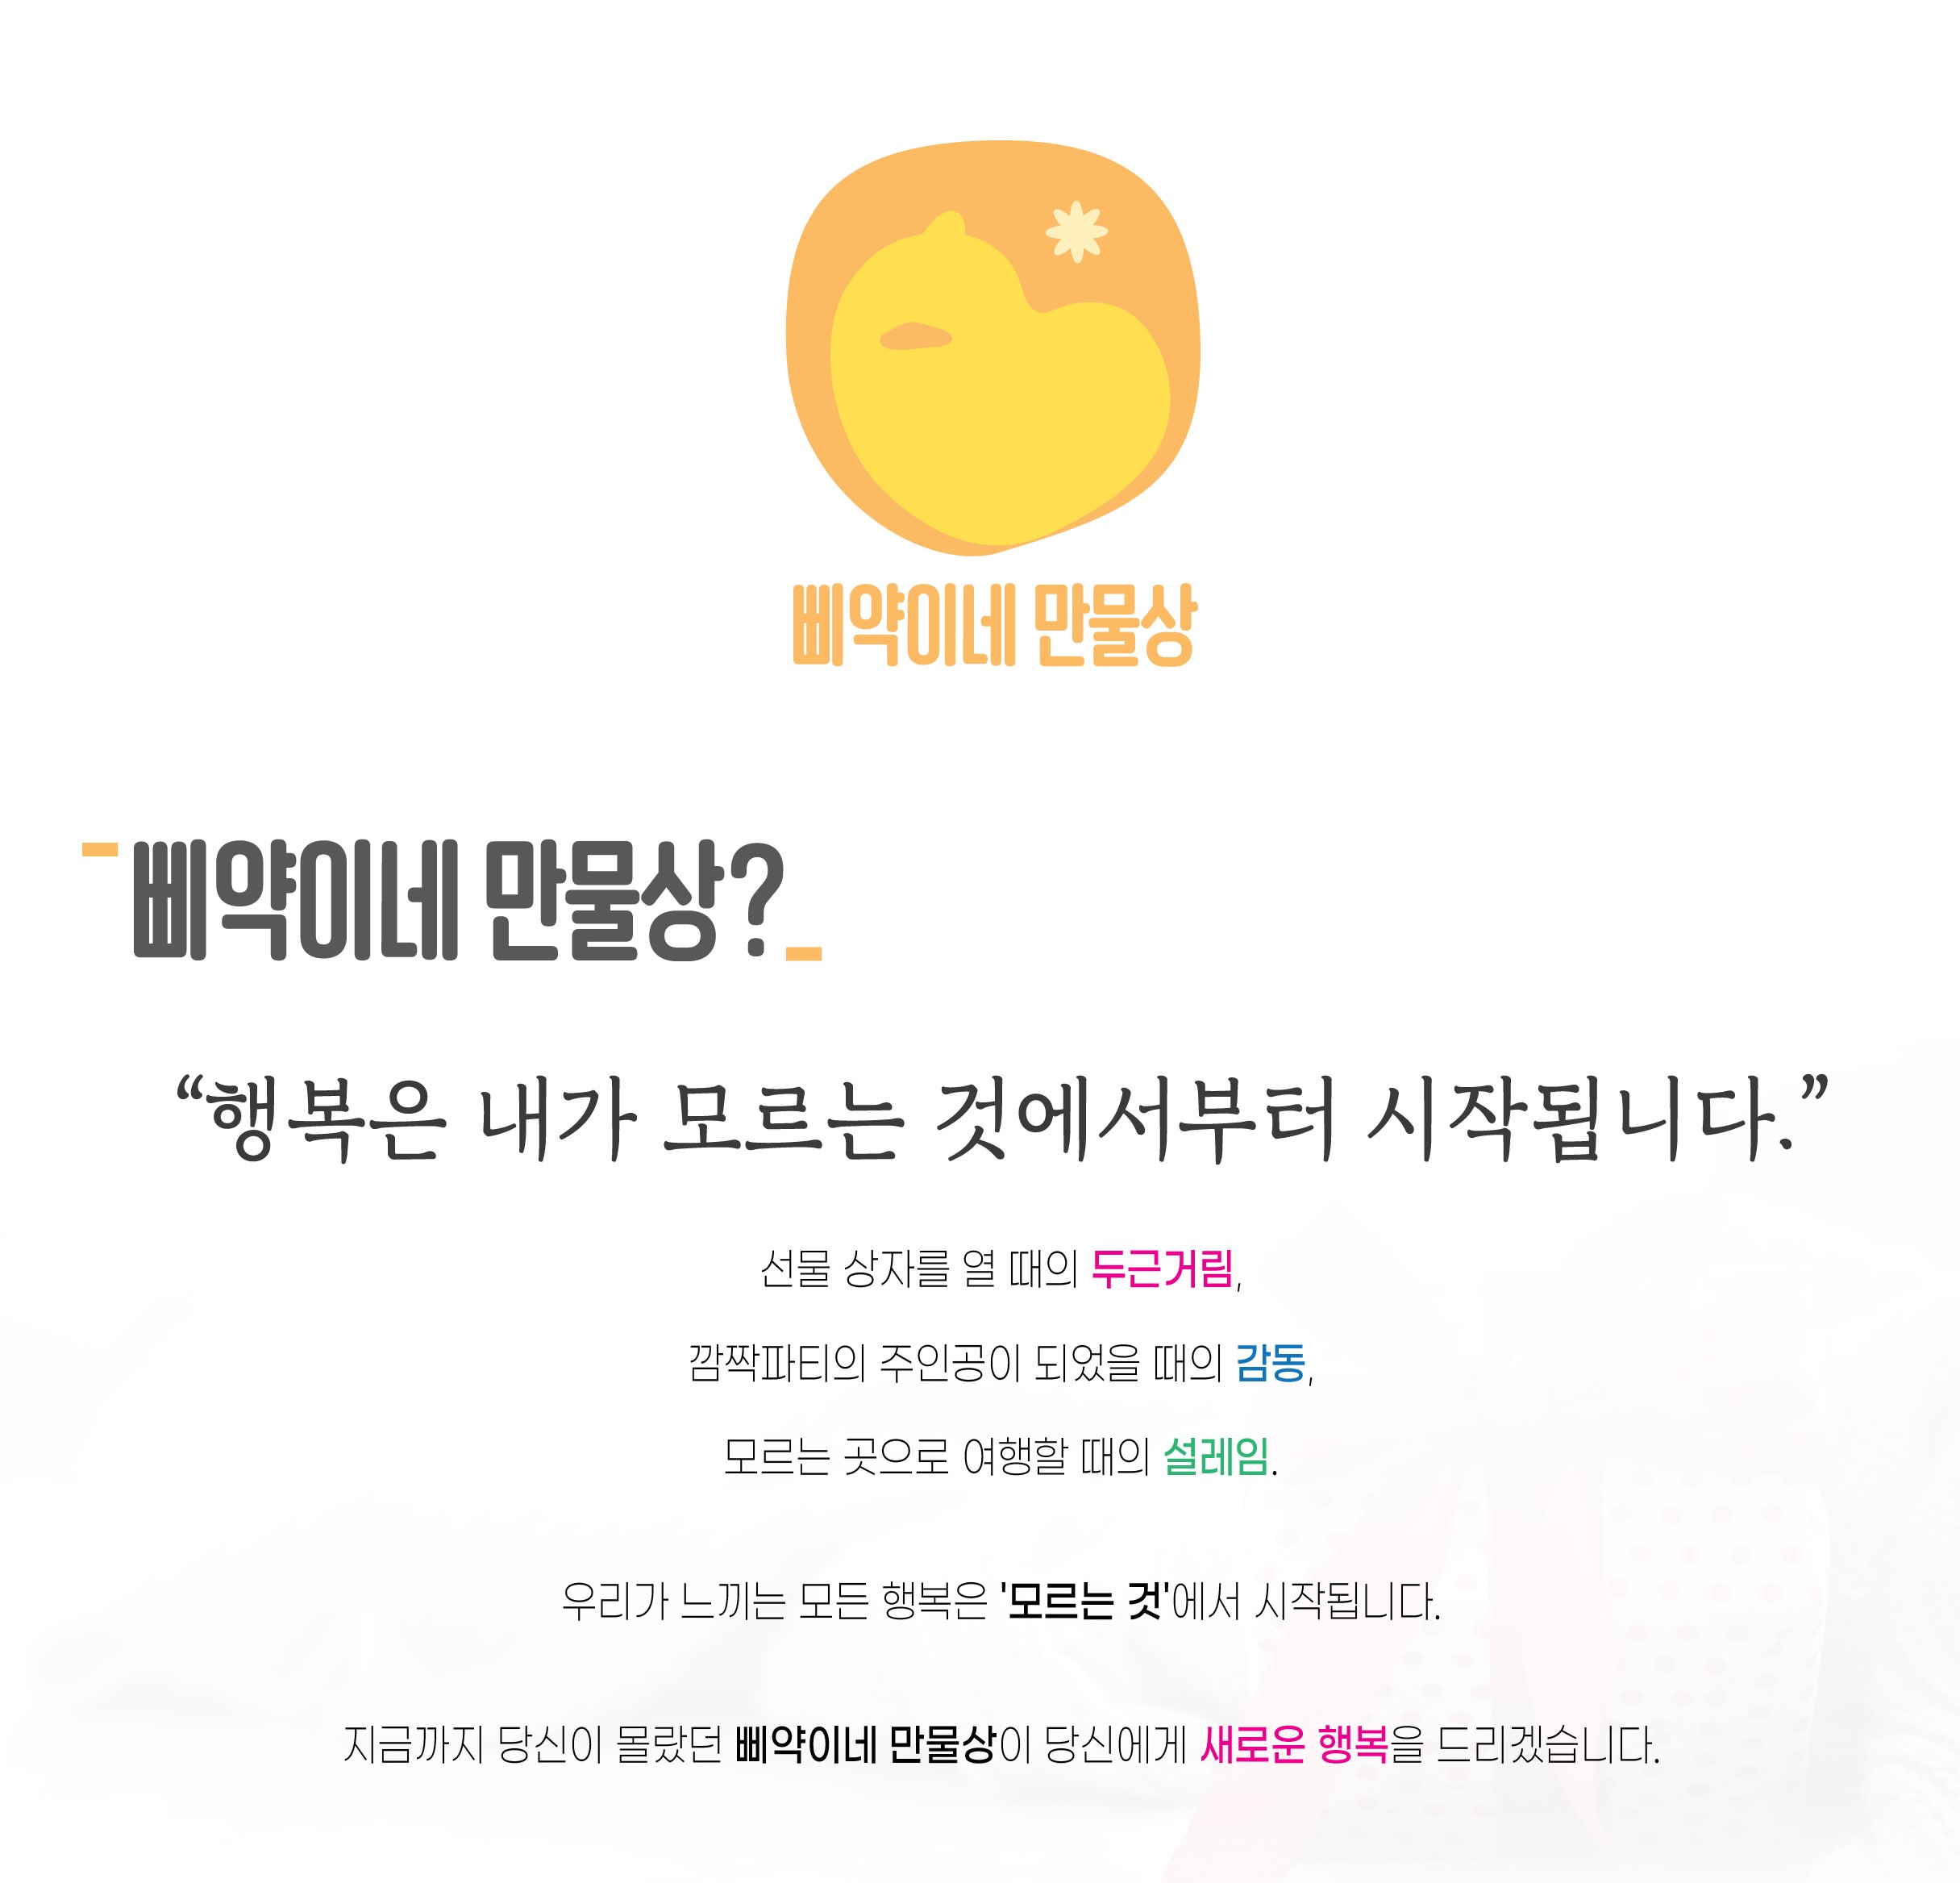 삐약이네 만물상
삐약이네 만물상?
“행복은 내가 모르는 것에서부터 시작됩니다.”
선물 상자를 열 때의 두근거림,
깜짝파티의 주인공이 되었을 때의 감동,
모르는 곳으로 여행할 때의 설레임.
우리가 느끼는 모든 행복은 '모르는 것'에서 시작됩니다.
지금까지 당신이 몰랐던 삐약이네 만물상이 당신에게 새로운 행복을 드리겠습니다.